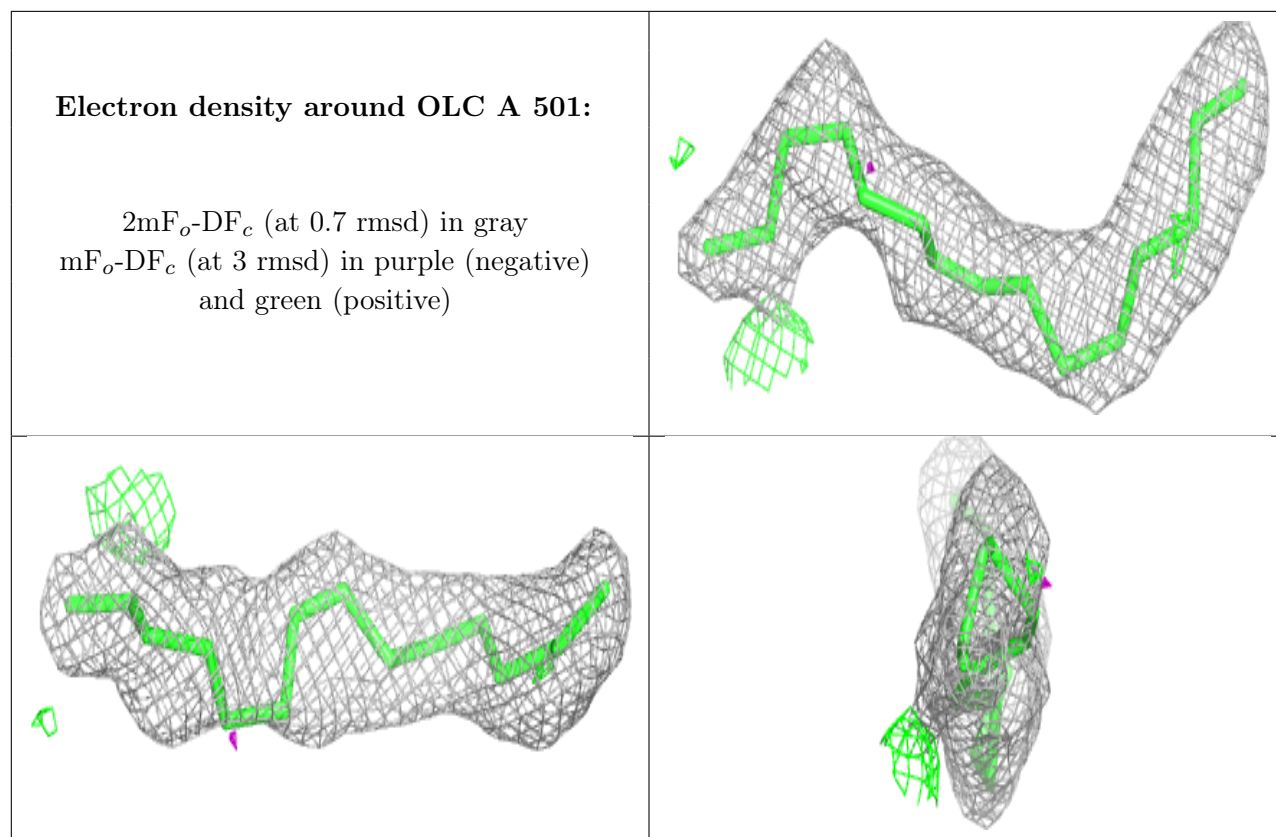 Electron density around OLC A 501:
2mFₒ-DF𝒸 (at 0.7 rmsd) in gray
mFₒ-DF𝒸 (at 3 rmsd) in purple (negative)
and green (positive)